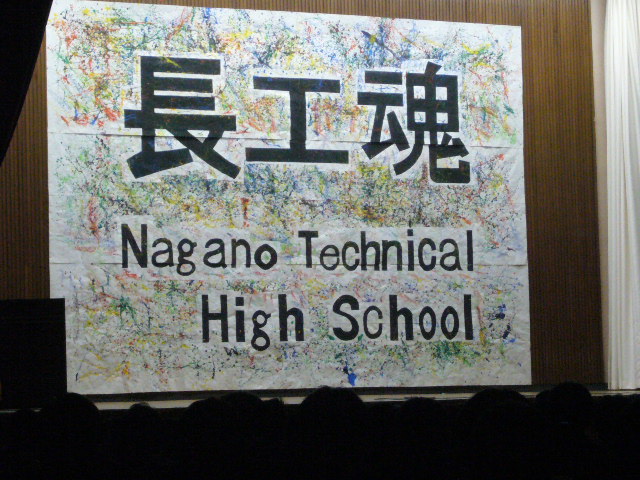 長工魂
Nagano Technical
High School